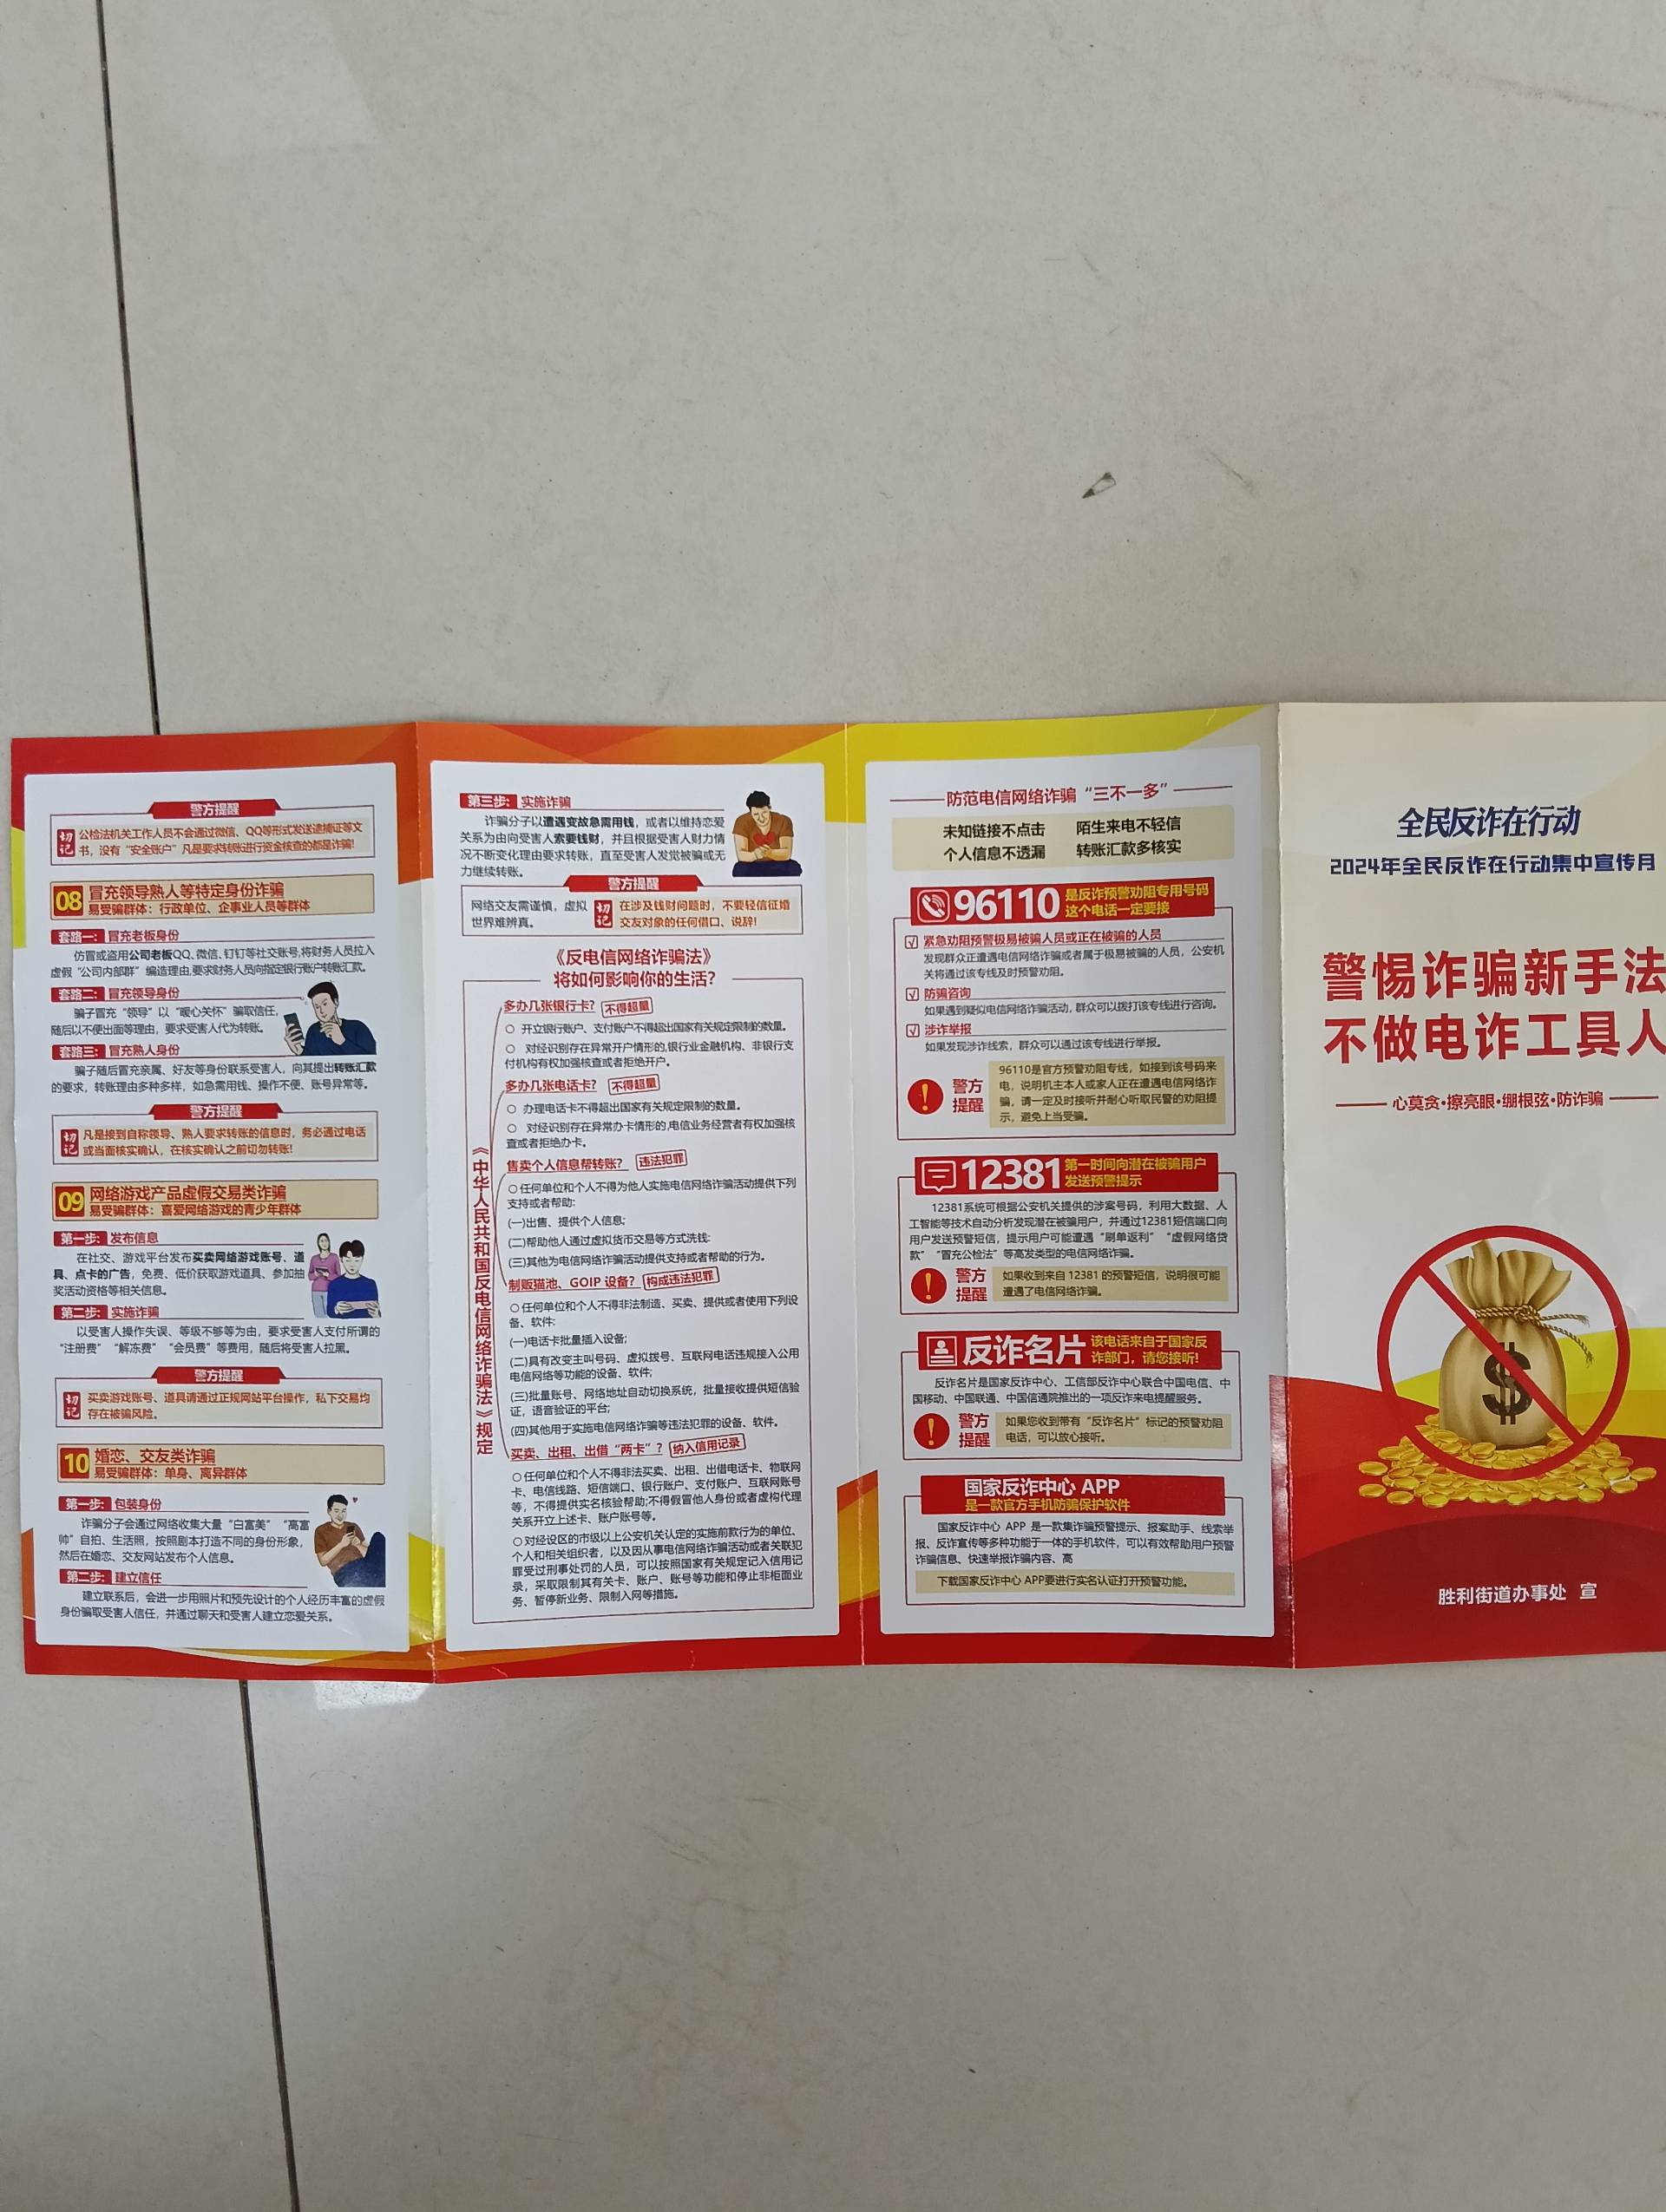 警方提醒
切记
公检法机关工作人员不会通过微信、QQ等形式发送逮捕证等文
书，没有“安全账户”凡是要求转账进行资金核查的都是诈骗!
08 冒充领导熟人等特定身份诈骗
易受骗群体：行政单位、企事业人员等群体
套路一：冒充老板身份
仿冒或盗用公司老板QQ、微信、钉钉等社交账号,将财务人员拉入
虚假“公司内部群”编造理由,要求财务人员向指定银行账户转账汇款。
套路二：冒充领导身份
骗子冒充“领导”以“暖心关怀”骗取信任,
随后以不便出面等理由，要求受害人代为转账。
套路三：冒充熟人身份
骗子随后冒充亲属、好友等身份联系受害人，向其提出转账汇款
的要求，转账理由多种多样，如急需用钱、操作不便、账号异常等。
警方提醒
切记
凡是接到自称领导、熟人要求转账的信息时，务必通过电话
或当面核实确认，在核实确认之前切勿转账!
09 网络游戏产品虚假交易类诈骗
易受骗群体：喜爱网络游戏的青少年群体
第一步：发布信息
在社交、游戏平台发布买卖网络游戏账号、道
具、点卡的广告，免费、低价获取游戏道具、参加抽
奖活动资格等相关信息。
第二步：实施诈骗
以受害人操作失误、等级不够等为由，要求受害人支付所谓的
“注册费”“解冻费”“会员费”等费用，随后将受害人拉黑。
警方提醒
切记
买卖游戏账号、道具请通过正规网站平台操作，私下交易均
存在被骗风险。
10 婚恋、交友类诈骗
易受骗群体：单身、离异群体
第一步：包装身份
诈骗分子会通过网络收集大量“白富美”“高富
帅”自拍、生活照，按照剧本打造不同的身份形象，
然后在婚恋、交友网站发布个人信息。
第二步：建立信任
建立联系后，会进一步用照片和预先设计的个人经历丰富的虚假
身份骗取受害人信任，并通过聊天和受害人建立恋爱关系。
第三步：实施诈骗
诈骗分子以遭遇变故急需用钱，或者以维持恋爱
关系为由向受害人索要钱财，并且根据受害人财力情
况不断变化理由要求转账，直至受害人发觉被骗或无
力继续转账。
警方提醒
网络交友需谨慎，虚拟
世界难辨真。
切记
在涉及钱财问题时，不要轻信征婚
交友对象的任何借口、说辞!
《反电信网络诈骗法》
将如何影响你的生活？
《中华人民共和国反电信网络诈骗法》规定
多办几张银行卡？ 不得超量
○ 开立银行账户、支付账户不得超出国家有关规定限制的数量。
○ 对经识别存在异常开户情形的,银行业金融机构、非银行支
付机构有权加强核查或者拒绝开户。
多办几张电话卡？ 不得超量
○ 办理电话卡不得超出国家有关规定限制的数量。
○ 对经识别存在异常办卡情形的,电信业务经营者有权加强核
查或者拒绝办卡。
售卖个人信息帮转账？ 违法犯罪
○任何单位和个人不得为他人实施电信网络诈骗活动提供下列
支持或者帮助:
(一)出售、提供个人信息;
(二)帮助他人通过虚拟货币交易等方式洗钱;
(三)其他为电信网络诈骗活动提供支持或者帮助的行为。
制贩猫池、GOIP 设备？ 构成违法犯罪
○任何单位和个人不得非法制造、买卖、提供或者使用下列设
备、软件:
(一)电话卡批量插入设备;
(二)具有改变主叫号码、虚拟拨号、互联网电话违规接入公用
电信网络等功能的设备、软件;
(三)批量账号、网络地址自动切换系统，批量接收提供短信验
证，语音验证的平台;
(四)其他用于实施电信网络诈骗等违法犯罪的设备、软件。
买卖、出租、出借“两卡”？ 纳入信用记录
○任何单位和个人不得非法买卖、出租、出借电话卡、物联网
卡、电信线路、短信端口、银行账户、支付账户、互联网账号
等，不得提供实名核验帮助;不得假冒他人身份或者虚构代理
关系开立上述卡、账户账号等。
○对经设区的市级以上公安机关认定的实施前款行为的单位、
个人和相关组织者，以及因从事电信网络诈骗活动或者关联犯
罪受过刑事处罚的人员，可以按照国家有关规定记入信用记
录，采取限制其有关卡、账户、账号等功能和停止非柜面业
务、暂停新业务、限制入网等措施。
防范电信网络诈骗“三不一多”
未知链接不点击 陌生来电不轻信
个人信息不透漏 转账汇款多核实
96110 是反诈预警劝阻专用号码
这个电话一定要接
紧急劝阻预警极易被骗人员或正在被骗的人员
发现群众正遭遇电信网络诈骗或者属于极易被骗的人员，公安机
关将通过该专线及时预警劝阻。
防骗咨询
如果遇到疑似电信网络诈骗活动, 群众可以拨打该专线进行咨询。
涉诈举报
如果发现涉诈线索，群众可以通过该专线进行举报。
警方提醒
96110是官方预警劝阻专线，如接到该号码来
电，说明机主本人或家人正在遭遇电信网络诈
骗，请一定及时接听并耐心听取民警的劝阻提
示，避免上当受骗。
12381 第一时间向潜在被骗用户
发送预警提示
12381系统可根据公安机关提供的涉案号码，利用大数据、人
工智能等技术自动分析发现潜在被骗用户，并通过12381短信端口向
用户发送预警短信，提示用户可能遭遇“刷单返利”“虚假网络贷
款”“冒充公检法”等高发类型的电信网络诈骗。
警方提醒
如果收到来自 12381 的预警短信，说明很可能
遭遇了电信网络诈骗。
反诈名片 该电话来自于国家反
诈部门，请您接听!
反诈名片是国家反诈中心、工信部反诈中心联合中国电信、中
国移动、中国联通、中国信通院推出的一项反诈来电提醒服务。
警方提醒
如果您收到带有“反诈名片”标记的预警劝阻
电话，可以放心接听。
国家反诈中心 APP
是一款官方手机防骗保护软件
国家反诈中心 APP 是一款集诈骗预警提示、报案助手、线索举
报、反诈宣传等多种功能于一体的手机软件，可以有效帮助用户预警
诈骗信息、快速举报诈骗内容、高
下载国家反诈中心 APP要进行实名认证打开预警功能。
全民反诈在行动
2024年全民反诈在行动集中宣传月
警惕诈骗新手法
不做电诈工具人
心莫贪·擦亮眼·绷根弦·防诈骗
$
胜利街道办事处 宣